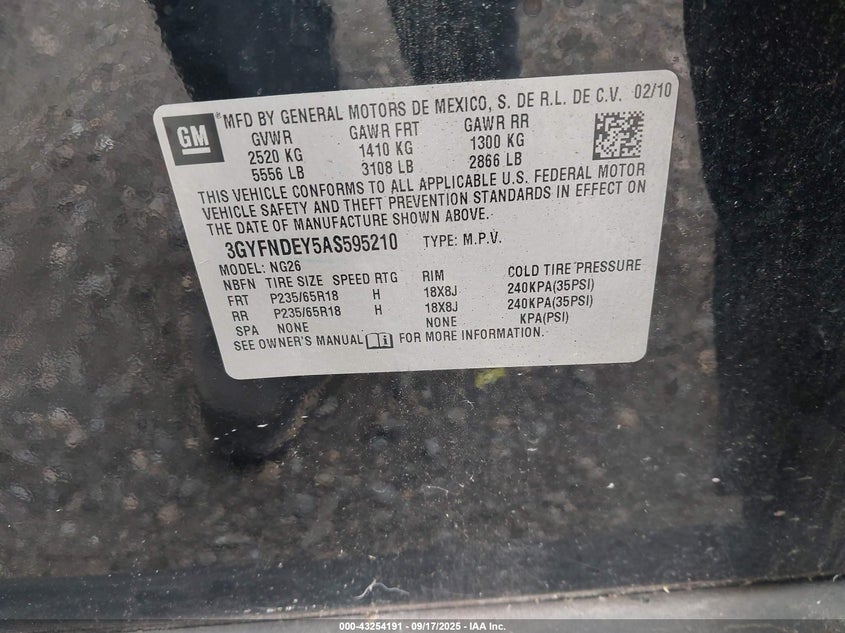 GM
® MFD BY GENERAL MOTORS DE MEXICO, S. DE R.L. DE C.V. 02/10
GVWR GAWR FRT GAWR RR
2520 KG 1410 KG 1300 KG
5556 LB 3108 LB 2866 LB
THIS VEHICLE CONFORMS TO ALL APPLICABLE U.S. FEDERAL MOTOR
VEHICLE SAFETY AND THEFT PREVENTION STANDARDS IN EFFECT ON
THE DATE OF MANUFACTURE SHOWN ABOVE.
3GYFNDEY5AS595210 TYPE: M.P.V.
MODEL: NG26
NBFN TIRE SIZE SPEED RTG RIM COLD TIRE PRESSURE
FRT P235/65R18 H 18X8J 240KPA(35PSI)
RR P235/65R18 H 18X8J 240KPA(35PSI)
SPA NONE NONE KPA(PSI)
SEE OWNER'S MANUAL FOR MORE INFORMATION.
000-43254191 - 09/17/2025 - IAA Inc.